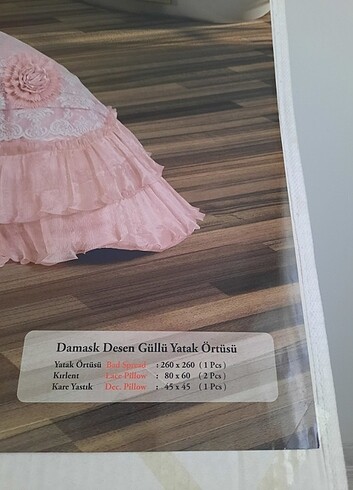 Damask Desen Güllü Yatak Örtüsü
Yatak Örtüsü Bad Spread : 260 x 260 ( 1 Pcs )
Kırlent Lace Pillow : 80 x 60 ( 2 Pcs )
Kare Yastık Dec. Pillow : 45 x 45 ( 1 Pcs )